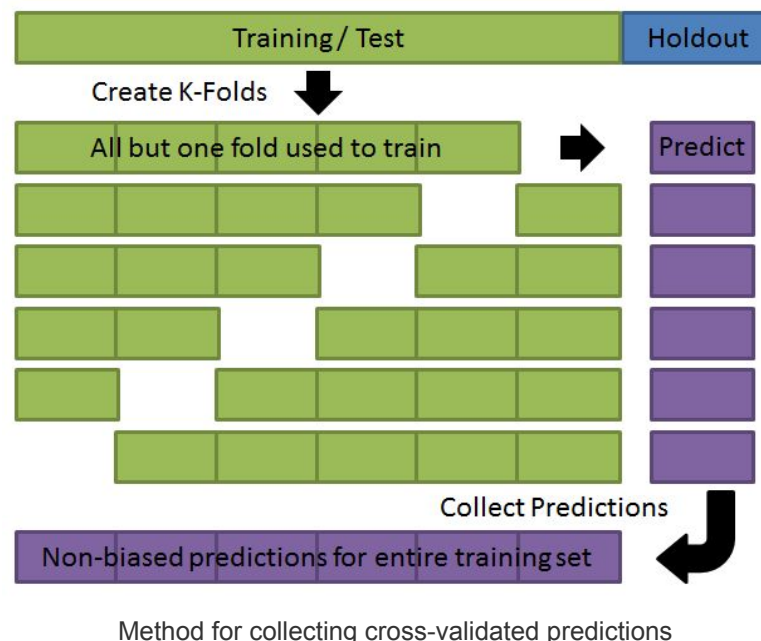 Training / Test
Holdout
Create K-Folds
All but one fold used to train
Predict
Collect Predictions
Non-biased predictions for entire training set
Method for collecting cross-validated predictions